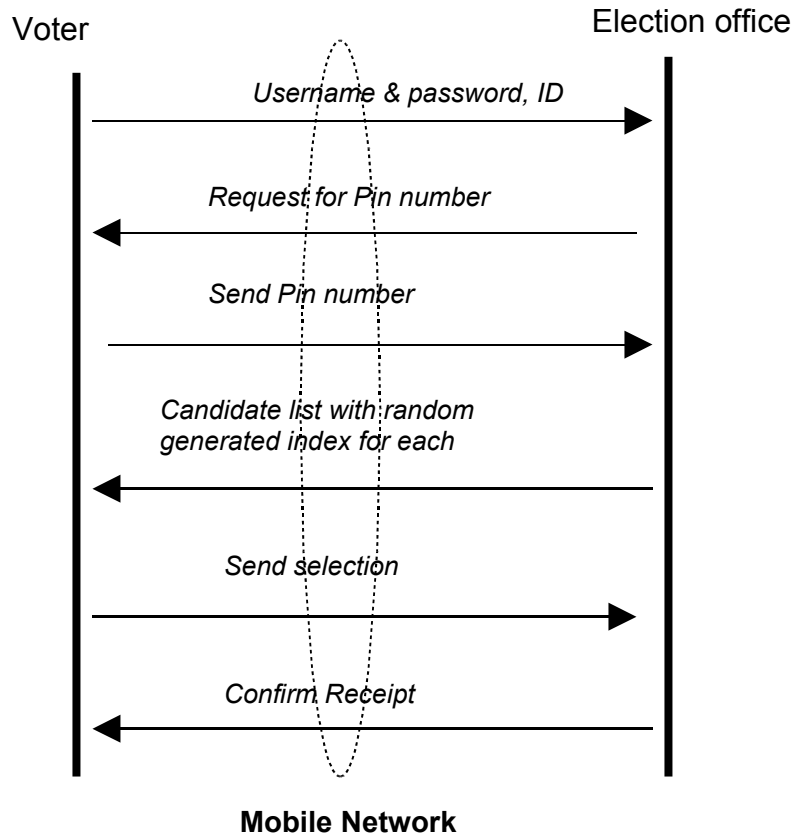 Voter
Election office
Username & password, ID
Request for Pin number
Send Pin number
Candidate list with random
generated index for each
Send selection
Confirm Receipt
Mobile Network